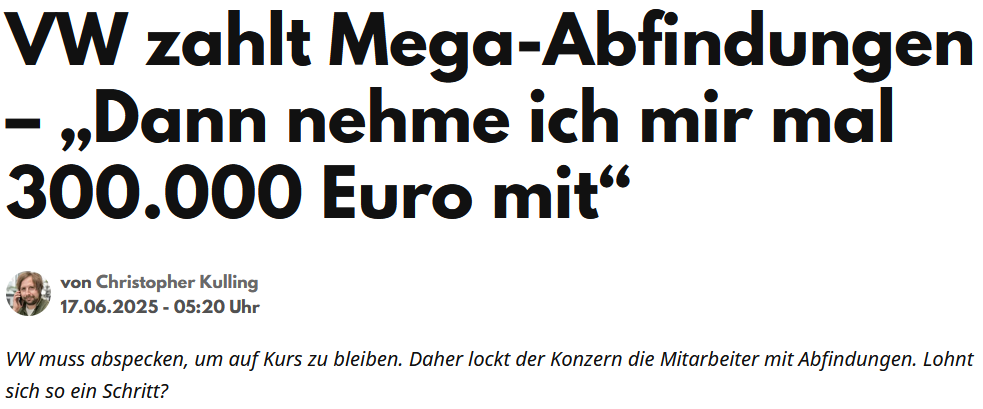 VW zahlt Mega-Abfindungen
– „Dann nehme ich mir mal
300.000 Euro mit“
von Christopher Kulling
17.06.2025 - 05:20 Uhr
VW muss abspecken, um auf Kurs zu bleiben. Daher lockt der Konzern die Mitarbeiter mit Abfindungen. Lohnt
sich so ein Schritt?